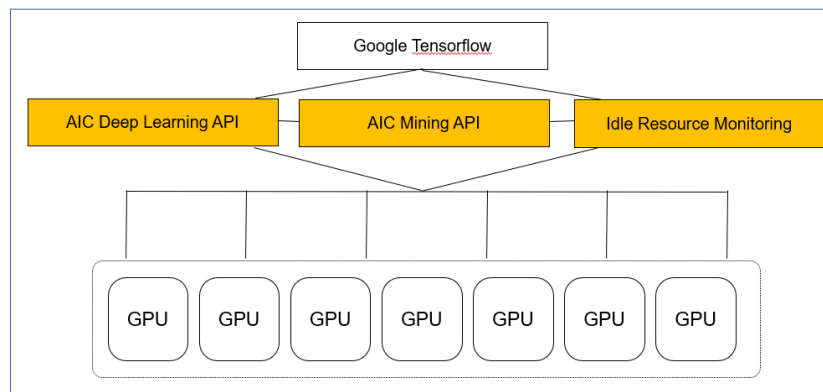 Google Tensorflow
AIC Deep Learning API
AIC Mining API
Idle Resource Monitoring
GPU
GPU
GPU
GPU
GPU
GPU
GPU